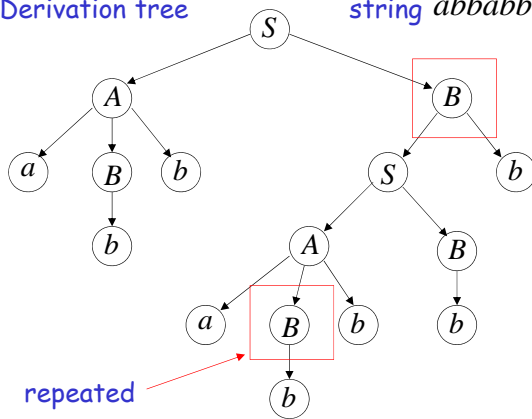 Derivation tree string abbabb
S
A B
a B b S b
b A B
a B b b
repeated b